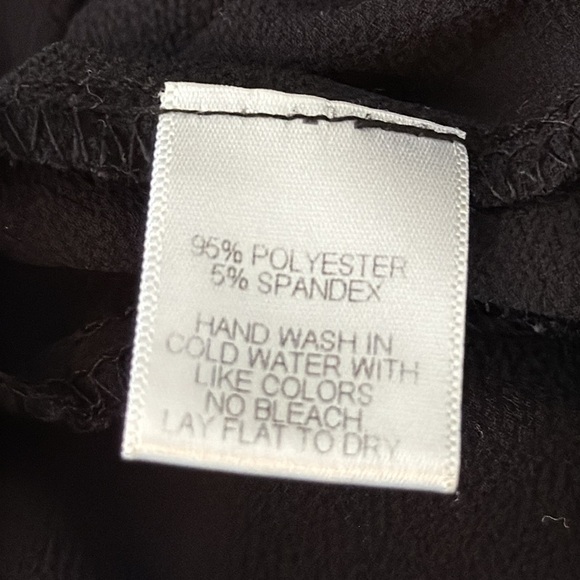 95% POLYESTER
5% SPANDEX
HAND WASH IN
COLD WATER WITH
LIKE COLORS
NO BLEACH
LAY FLAT TO DRY